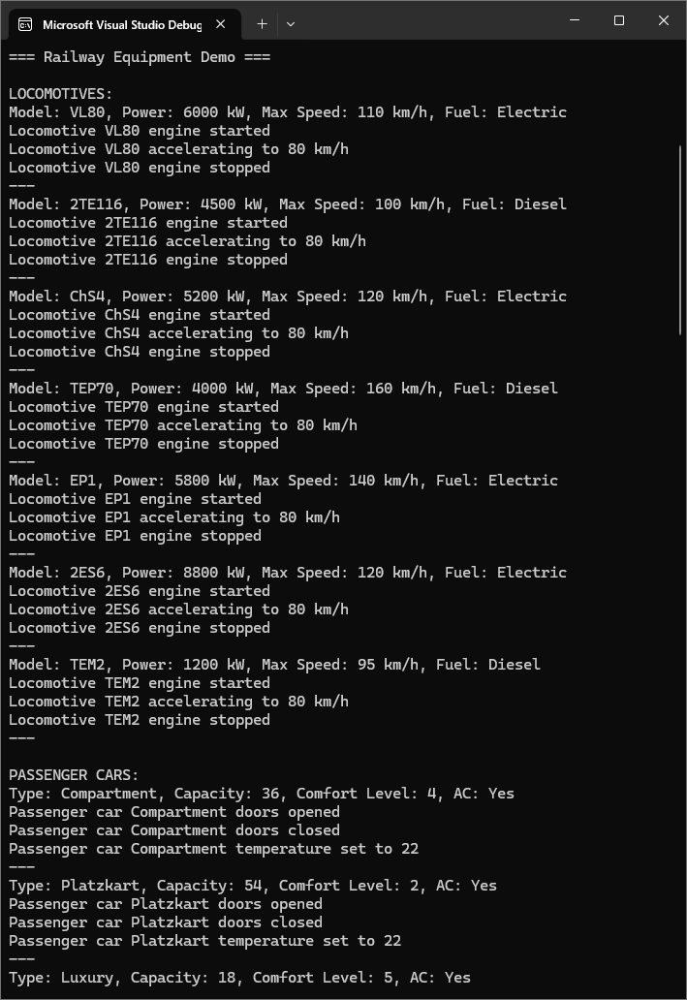 Microsoft Visual Studio Debug
=== Railway Equipment Demo ===
LOCOMOTIVES:
Model: VL80, Power: 6000 kW, Max Speed: 110 km/h, Fuel: Electric
Locomotive VL80 engine started
Locomotive VL80 accelerating to 80 km/h
Locomotive VL80 engine stopped
---
Model: 2TE116, Power: 4500 kW, Max Speed: 100 km/h, Fuel: Diesel
Locomotive 2TE116 engine started
Locomotive 2TE116 accelerating to 80 km/h
Locomotive 2TE116 engine stopped
---
Model: ChS4, Power: 5200 kW, Max Speed: 120 km/h, Fuel: Electric
Locomotive ChS4 engine started
Locomotive ChS4 accelerating to 80 km/h
Locomotive ChS4 engine stopped
---
Model: TEP70, Power: 4000 kW, Max Speed: 160 km/h, Fuel: Diesel
Locomotive TEP70 engine started
Locomotive TEP70 accelerating to 80 km/h
Locomotive TEP70 engine stopped
---
Model: EP1, Power: 5800 kW, Max Speed: 140 km/h, Fuel: Electric
Locomotive EP1 engine started
Locomotive EP1 accelerating to 80 km/h
Locomotive EP1 engine stopped
---
Model: 2ES6, Power: 8800 kW, Max Speed: 120 km/h, Fuel: Electric
Locomotive 2ES6 engine started
Locomotive 2ES6 accelerating to 80 km/h
Locomotive 2ES6 engine stopped
---
Model: TEM2, Power: 1200 kW, Max Speed: 95 km/h, Fuel: Diesel
Locomotive TEM2 engine started
Locomotive TEM2 accelerating to 80 km/h
Locomotive TEM2 engine stopped
---
PASSENGER CARS:
Type: Compartment, Capacity: 36, Comfort Level: 4, AC: Yes
Passenger car Compartment doors opened
Passenger car Compartment doors closed
Passenger car Compartment temperature set to 22
---
Type: Platzkart, Capacity: 54, Comfort Level: 2, AC: Yes
Passenger car Platzkart doors opened
Passenger car Platzkart doors closed
Passenger car Platzkart temperature set to 22
---
Type: Luxury, Capacity: 18, Comfort Level: 5, AC: Yes